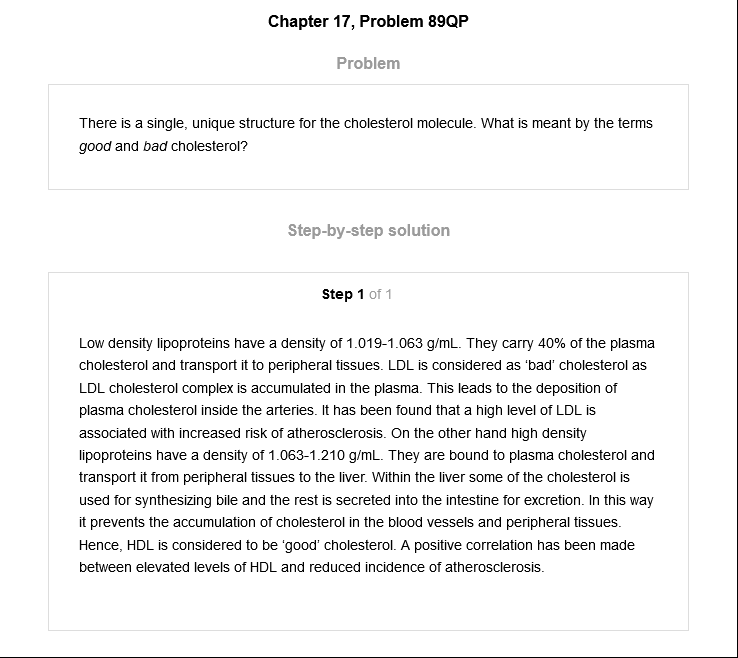 Chapter 17, Problem 89QP
Problem
There is a single, unique structure for the cholesterol molecule. What is meant by the terms
good and bad cholesterol?
Step-by-step solution
Step 1 of 1
Low density lipoproteins have a density of 1.019-1.063 g/mL. They carry 40% of the plasma
cholesterol and transport it to peripheral tissues. LDL is considered as ‘bad’ cholesterol as
LDL cholesterol complex is accumulated in the plasma. This leads to the deposition of
plasma cholesterol inside the arteries. It has been found that a high level of LDL is
associated with increased risk of atherosclerosis. On the other hand high density
lipoproteins have a density of 1.063-1.210 g/mL. They are bound to plasma cholesterol and
transport it from peripheral tissues to the liver. Within the liver some of the cholesterol is
used for synthesizing bile and the rest is secreted into the intestine for excretion. In this way
it prevents the accumulation of cholesterol in the blood vessels and peripheral tissues.
Hence, HDL is considered to be ‘good’ cholesterol. A positive correlation has been made
between elevated levels of HDL and reduced incidence of atherosclerosis.